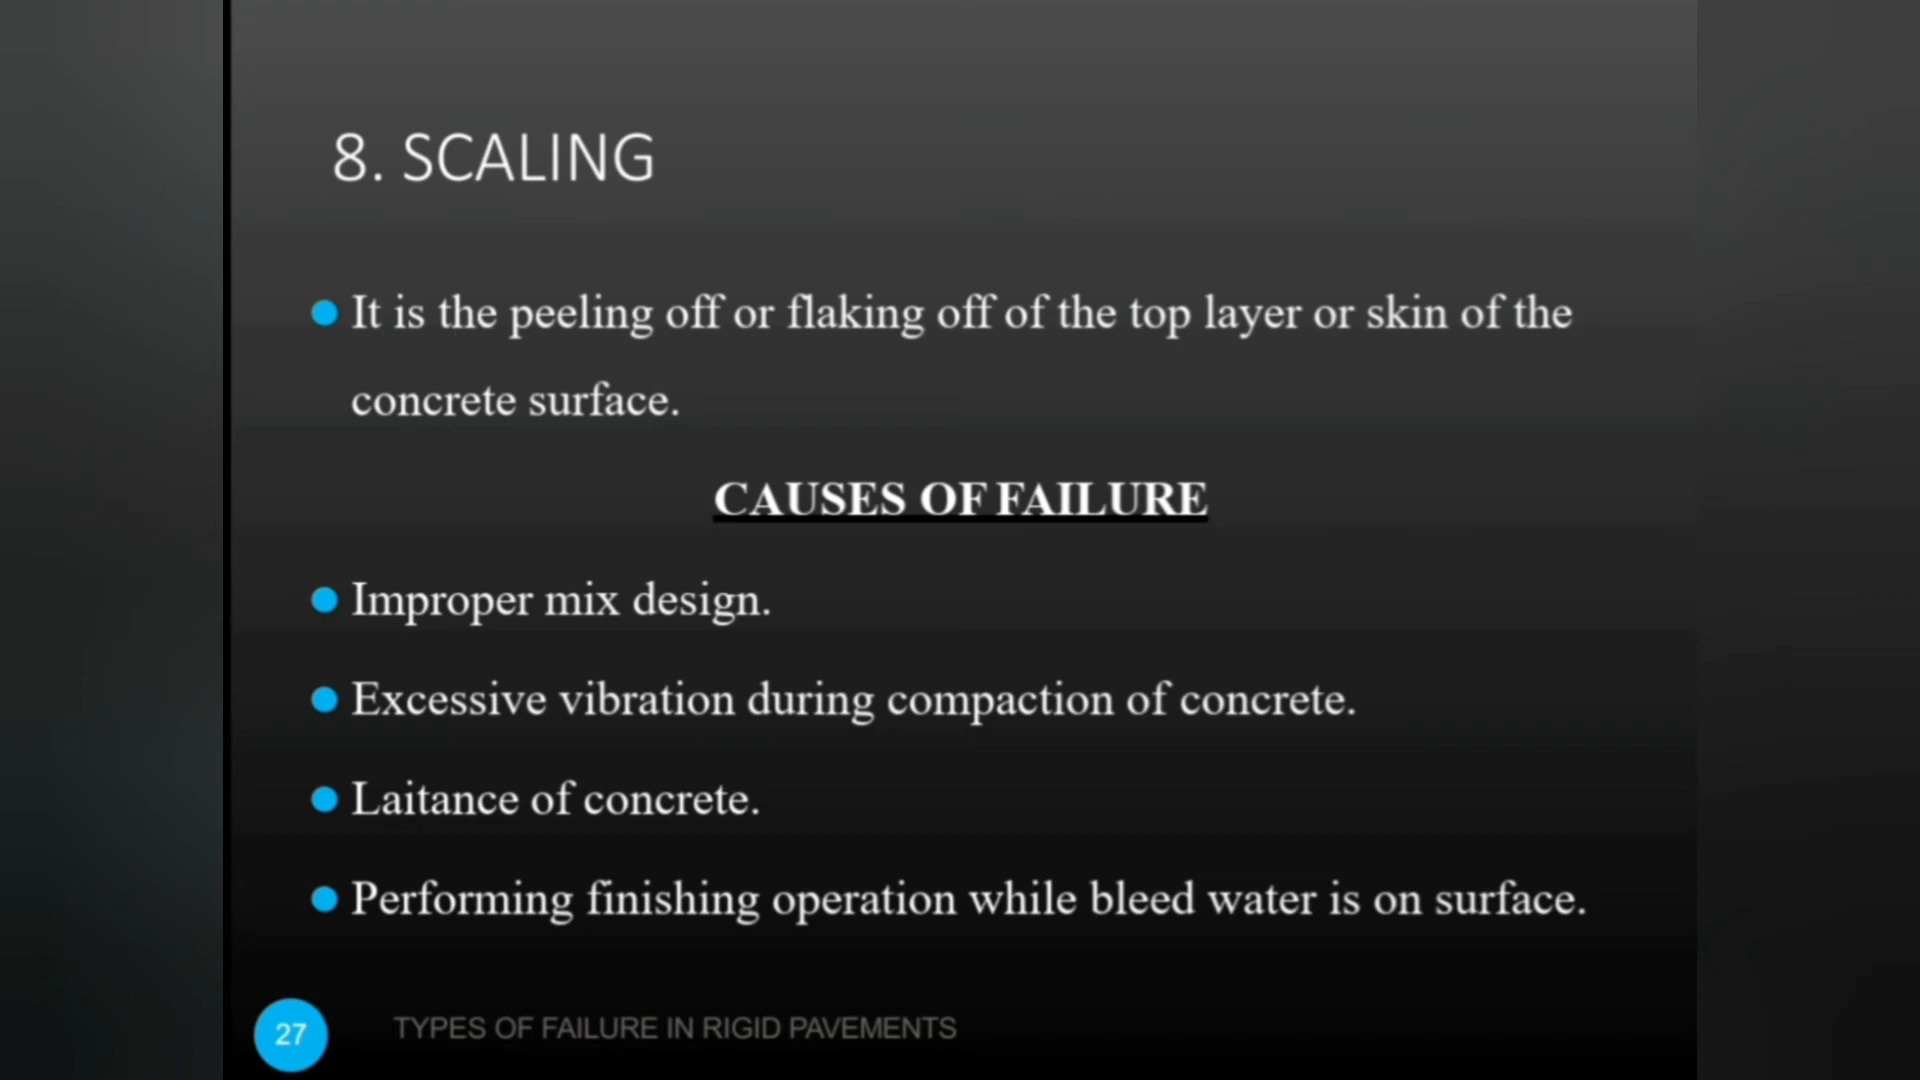 8. SCALING
It is the peeling off or flaking off of the top layer or skin of the
concrete surface.
CAUSES OF FAILURE
Improper mix design.
Excessive vibration during compaction of concrete.
Laitance of concrete.
Performing finishing operation while bleed water is on surface.
27
TYPES OF FAILURE IN RIGID PAVEMENTS